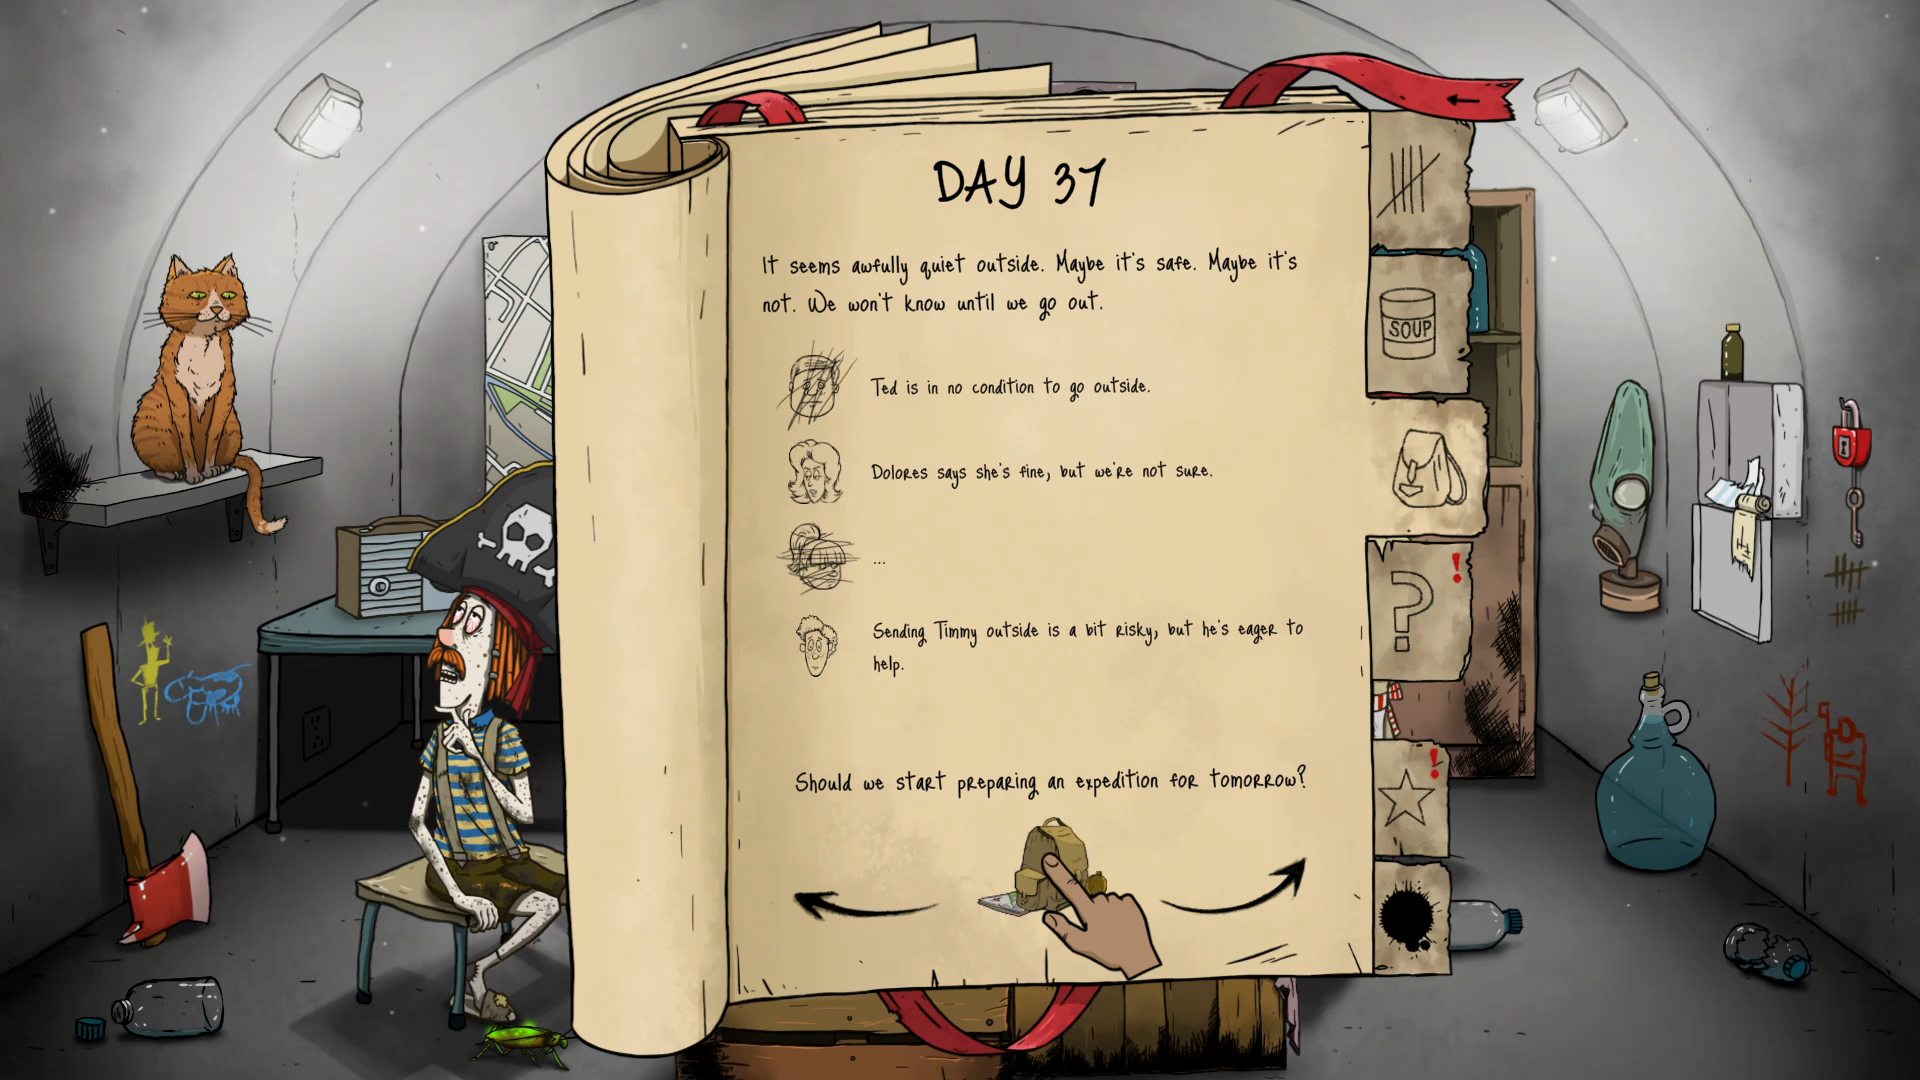 DAY 37
It seems awfully quiet outside. Maybe it's safe. Maybe it's
not. We won't know until we go out.
Ted is in no condition to go outside.
Dolores says she's fine, but we're not sure.
...
Sending Timmy outside is a bit risky, but he's eager to
help.
Should we start preparing an expedition for tomorrow?
SOUP
?
!
!